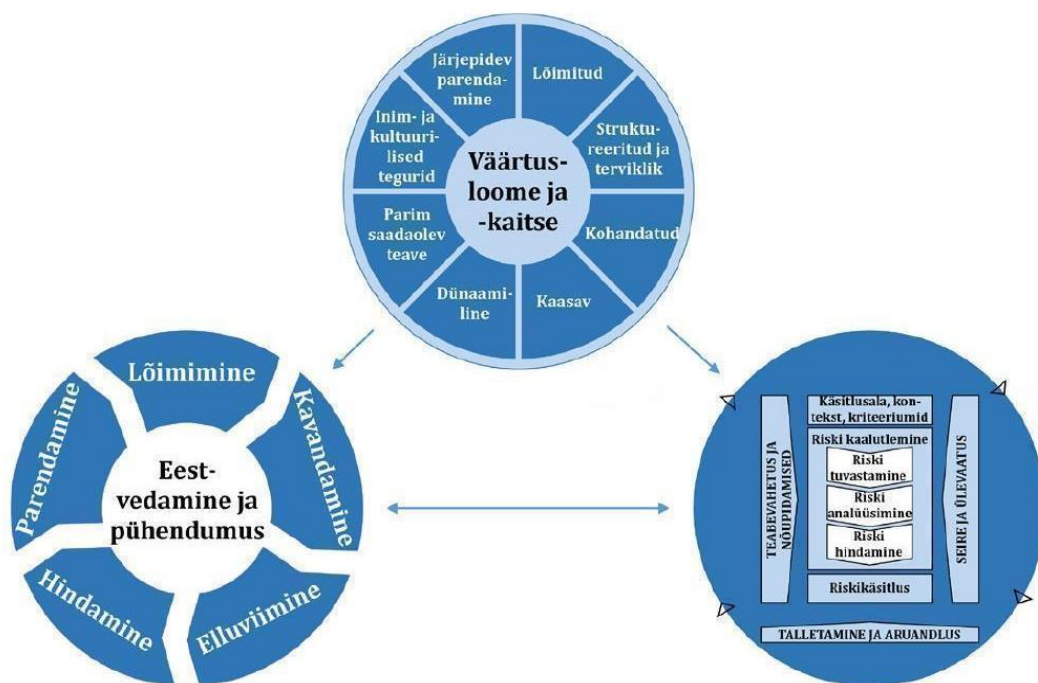 Järjepidev
parenda-
mine
Lõimitud
Inim- ja
kultuuri-
lised
tegurid
Struktu-
reeritud ja
terviklik
Väärtus-
loome ja
-kaitse
Parim
saadaolev
teave
Kohandatud
Dünaami-
line
Kaasav
Lõimimine
Kavandamine
Elluviimine
Hindamine
Parendamine
Eest-
vedamine ja
pühendumus
Käsitlusala, kon-
tekst, kriteeriumid
Riski kaalutlemine
Riski
tuvastamine
Riski
analüüsimine
Riski
hindamine
Riskikäsitlus
TEABEVAHETUS JA
NÕUPIDAMISED
SEIRE JA ÜLEVAATUS
TALLETAMINE JA ARUANDLUS